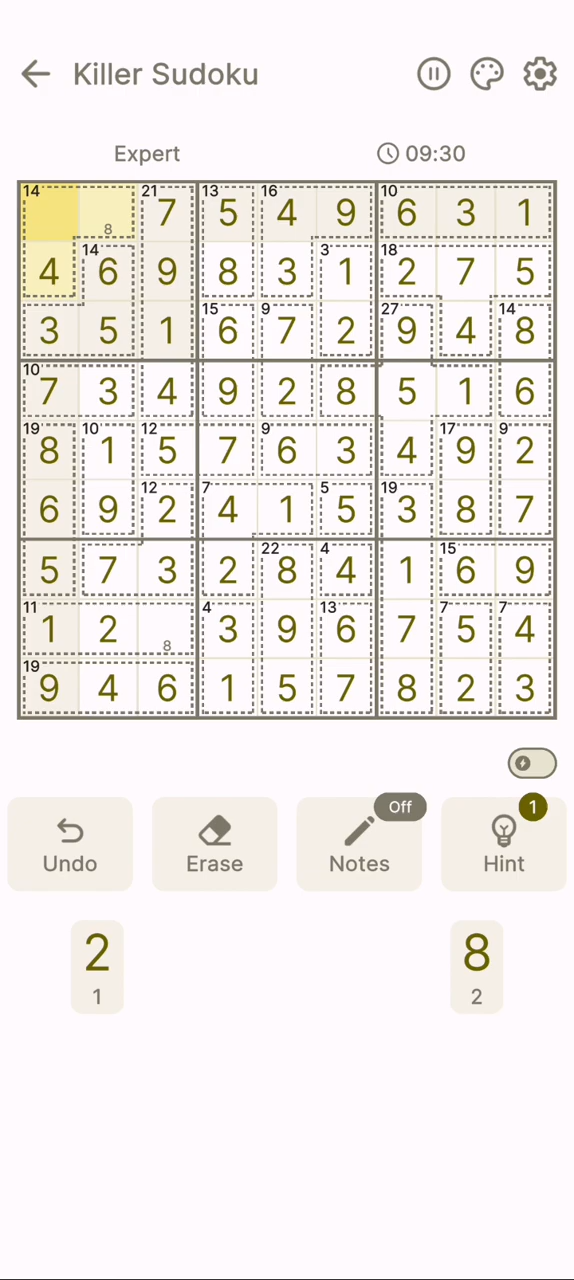 Killer Sudoku
Expert 09:30
14 21 13 16 10
8 7 5 4 9 6 3 1
14 3 18
4 6 9 8 3 1 2 7 5
15 9 27 14
3 5 1 6 7 2 9 4 8
10
7 3 4 9 2 8 5 1 6
19 10 12 9 17 9
8 1 5 7 6 3 4 9 2
12 7 5 19
6 9 2 4 1 5 3 8 7
22 4 15
5 7 3 2 8 4 1 6 9
11 4 13 7 7
1 2 8 3 9 6 7 5 4
19
9 4 6 1 5 7 8 2 3
Off 1
Undo Erase Notes Hint
2 8
1 2